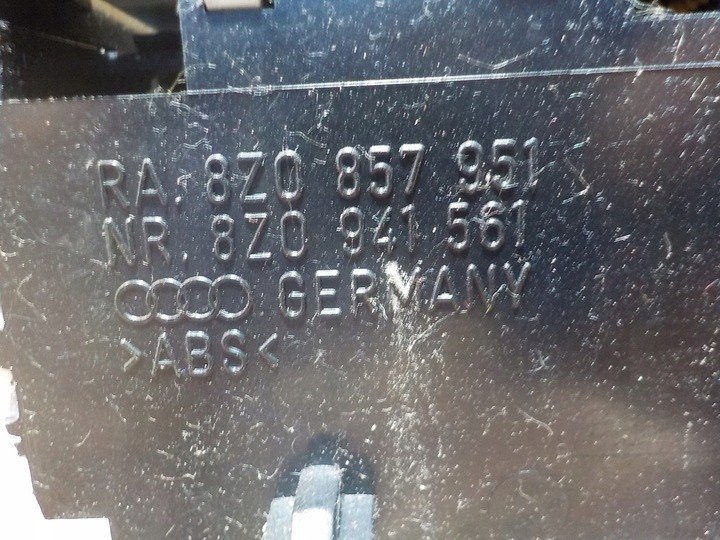 RA. 8Z0 857 951
NR. 8Z0 941 561
GERMANY
>ABS<